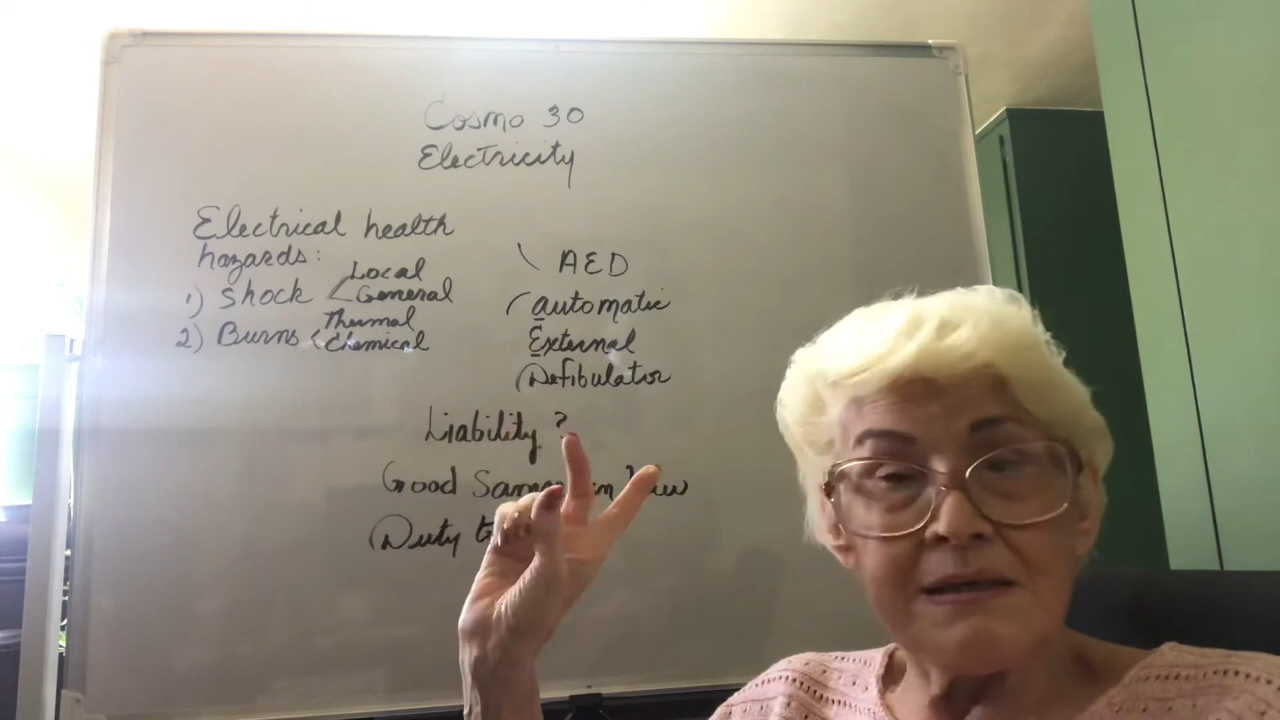 Cosmo 30
Electricity
Electrical health
hazards:
1) Shock < Local
General
2) Burns < Thermal
Chemical
AED
automatic
External
Defibulator
Liability ?
Good
Duty